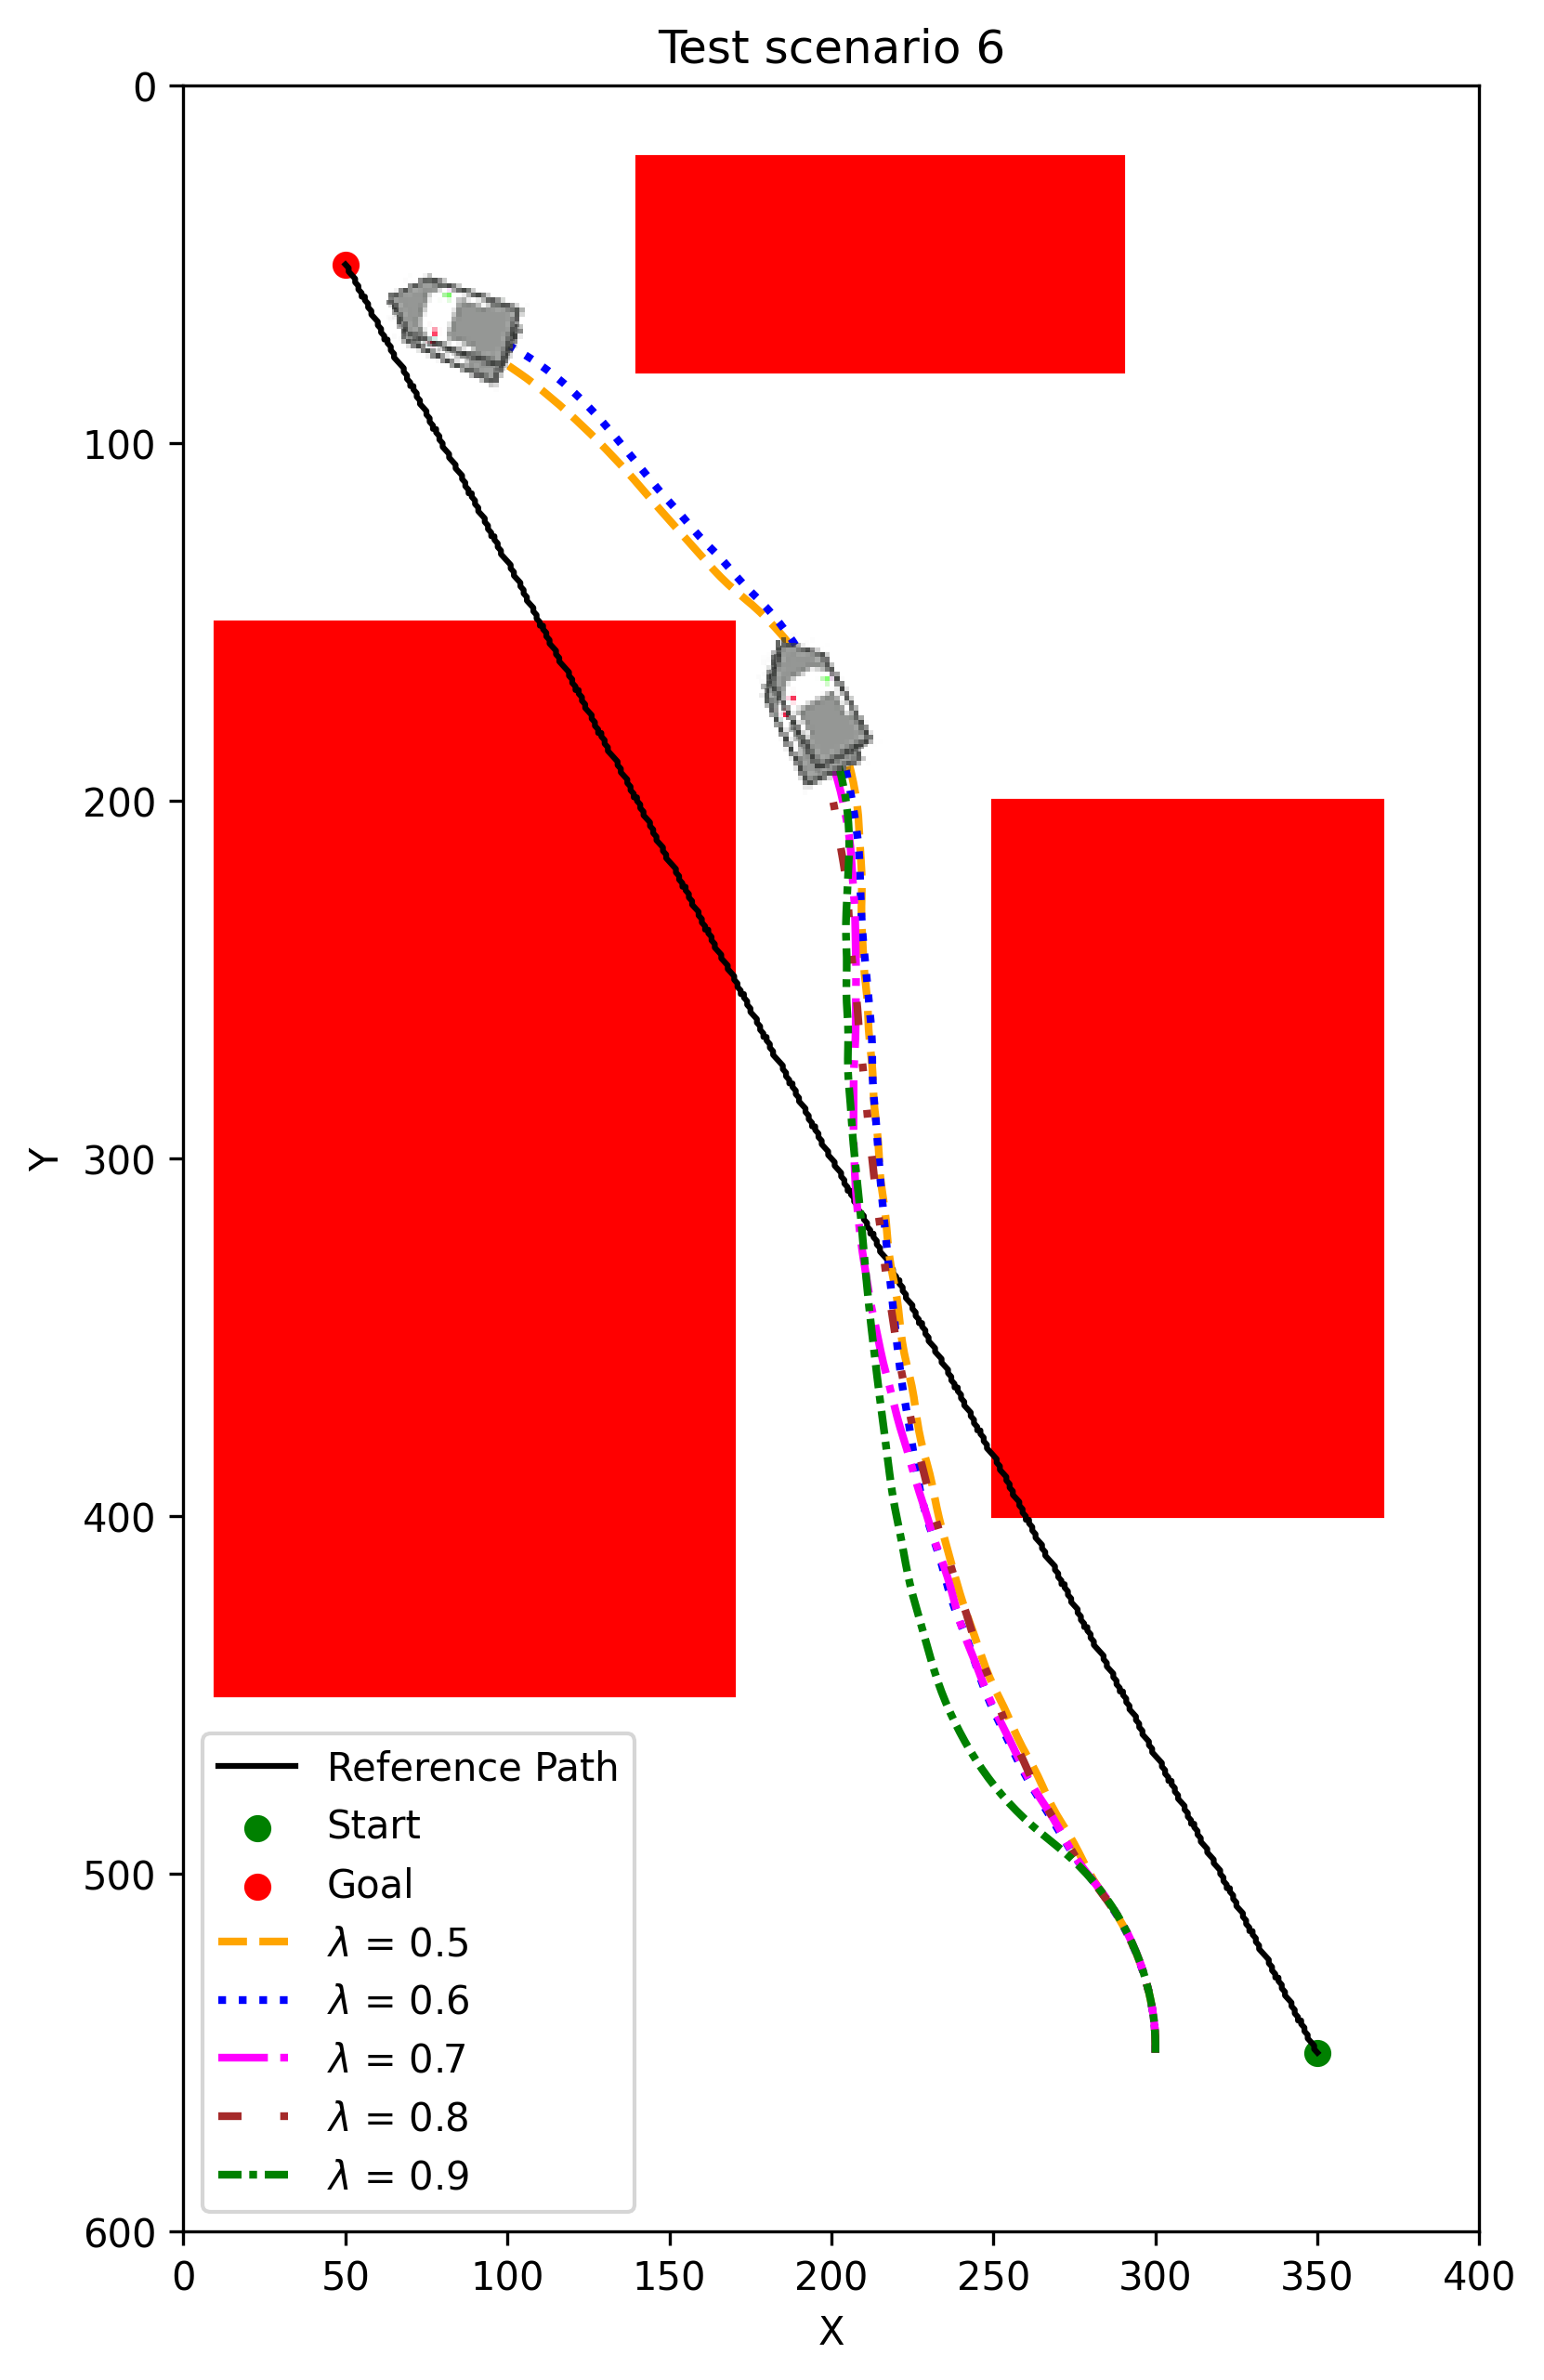 Test scenario 6
0
100
200
300
400
500
600
Y
Reference Path
Start
Goal
λ = 0.5
λ = 0.6
λ = 0.7
λ = 0.8
λ = 0.9
0 50 100 150 200 250 300 350 400
X